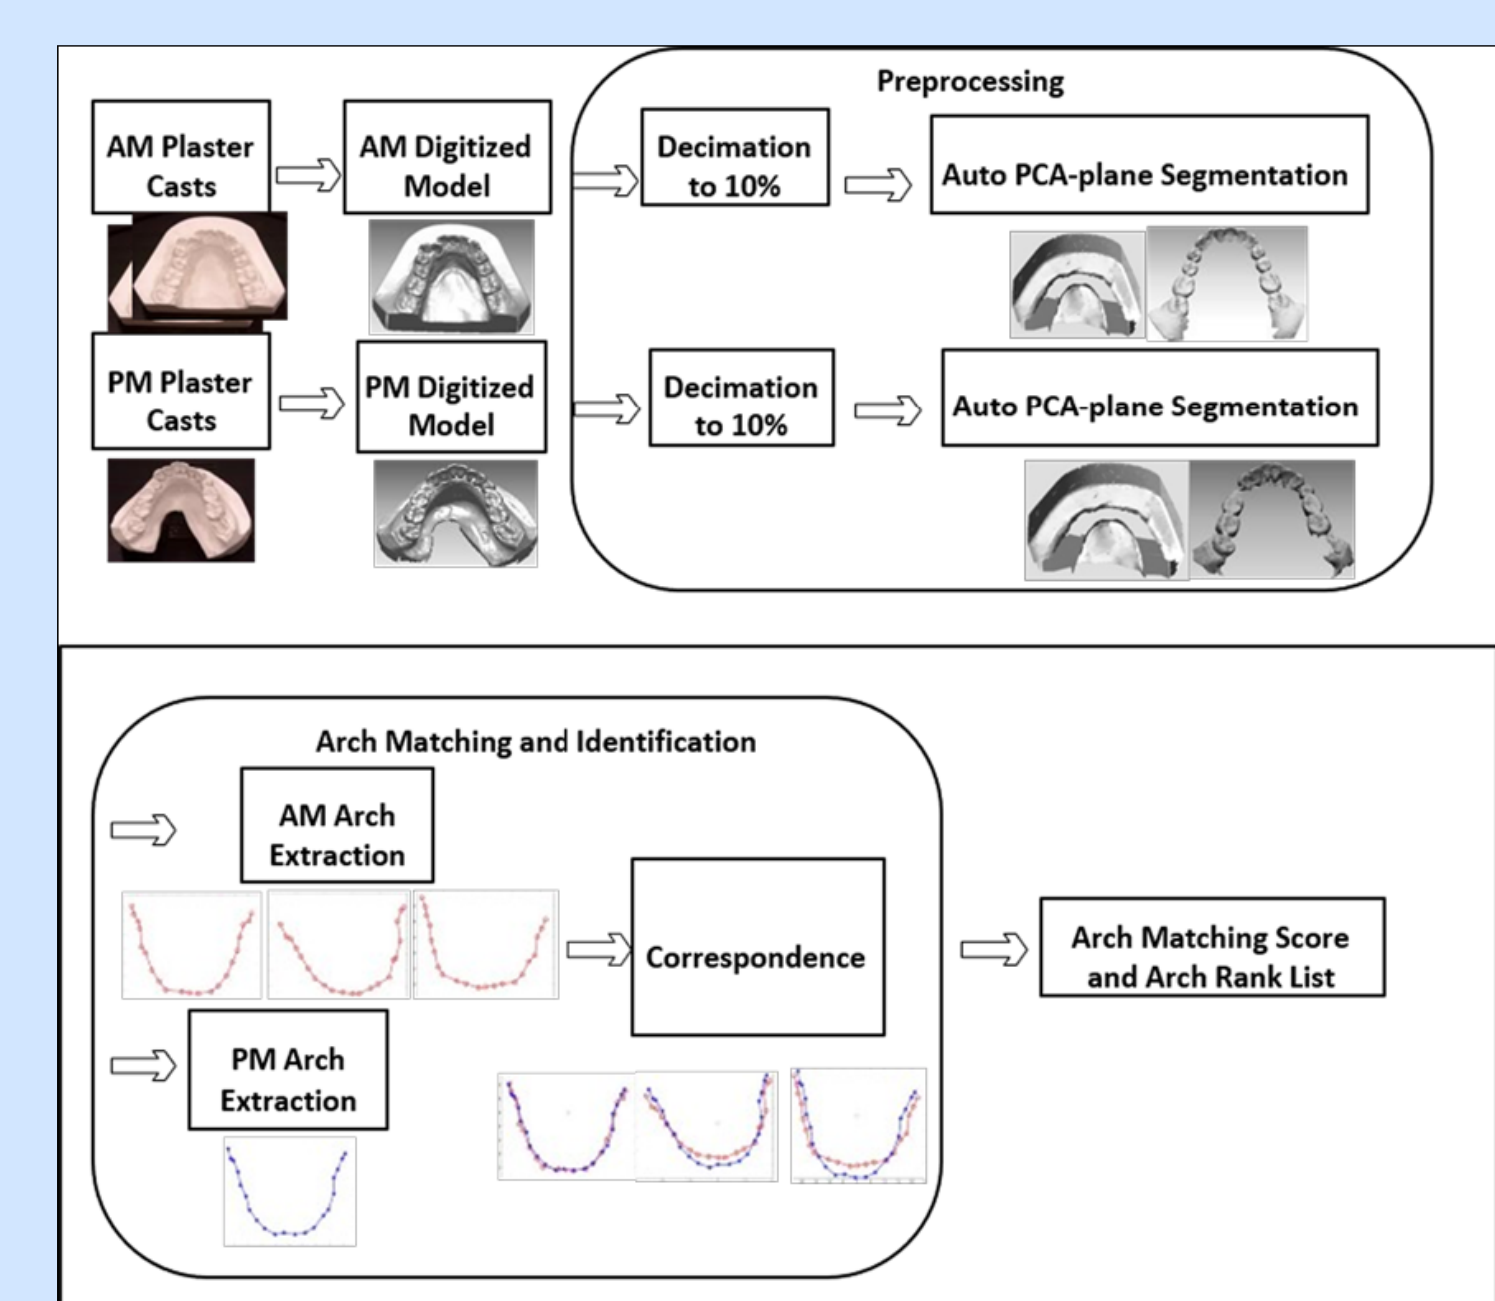 Preprocessing
AM Plaster
Casts
AM Digitized
Model
Decimation
to 10%
Auto PCA-plane Segmentation
PM Plaster
Casts
PM Digitized
Model
Decimation
to 10%
Auto PCA-plane Segmentation
Arch Matching and Identification
AM Arch
Extraction
Correspondence
Arch Matching Score
and Arch Rank List
PM Arch
Extraction